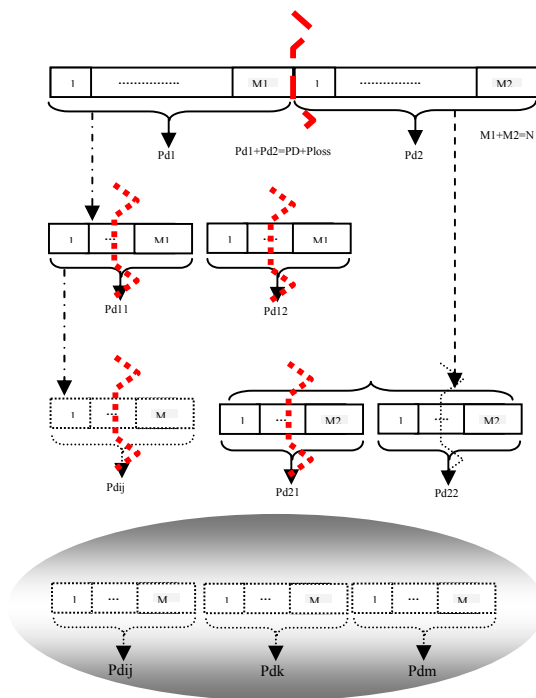 1 ................ M1 1 ................ M2
Pd1 Pd1+Pd2=PD+Ploss Pd2 M1+M2=N
1 ... M1 1 ... M1
Pd11 Pd12
1 ... M 1 ... M2 1 ... M2
Pdij Pd21 Pd22
1 ... M 1 ... M 1 ... M
Pdij Pdk Pdm